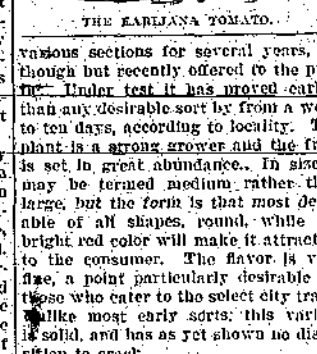 THE EARLIANA TOMATO.
various sections for several years,
though but recently offered to the p
Under test it has proved earl
than any desirable sort by from a we
to ten days, according to locality. T
plant is a strong grower and the fr
is set in great abundance. In size
may be termed medium rather th
large, but the form is that most de
able of all shapes, round, while
bright red color will make it attract
to the consumer. The flavor is v
fine, a point particularly desirable
those who cater to the select city tra
Unlike most early sorts, this vari
is solid, and has as yet shown no dis
sition to crack